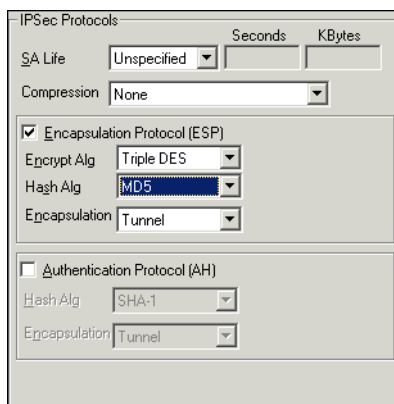 IPSec Protocols
Seconds KBytes
SA Life Unspecified
Compression None
Encapsulation Protocol (ESP)
Encrypt Alg Triple DES
Hash Alg MD5
Encapsulation Tunnel
Authentication Protocol (AH)
Hash Alg SHA-1
Encapsulation Tunnel